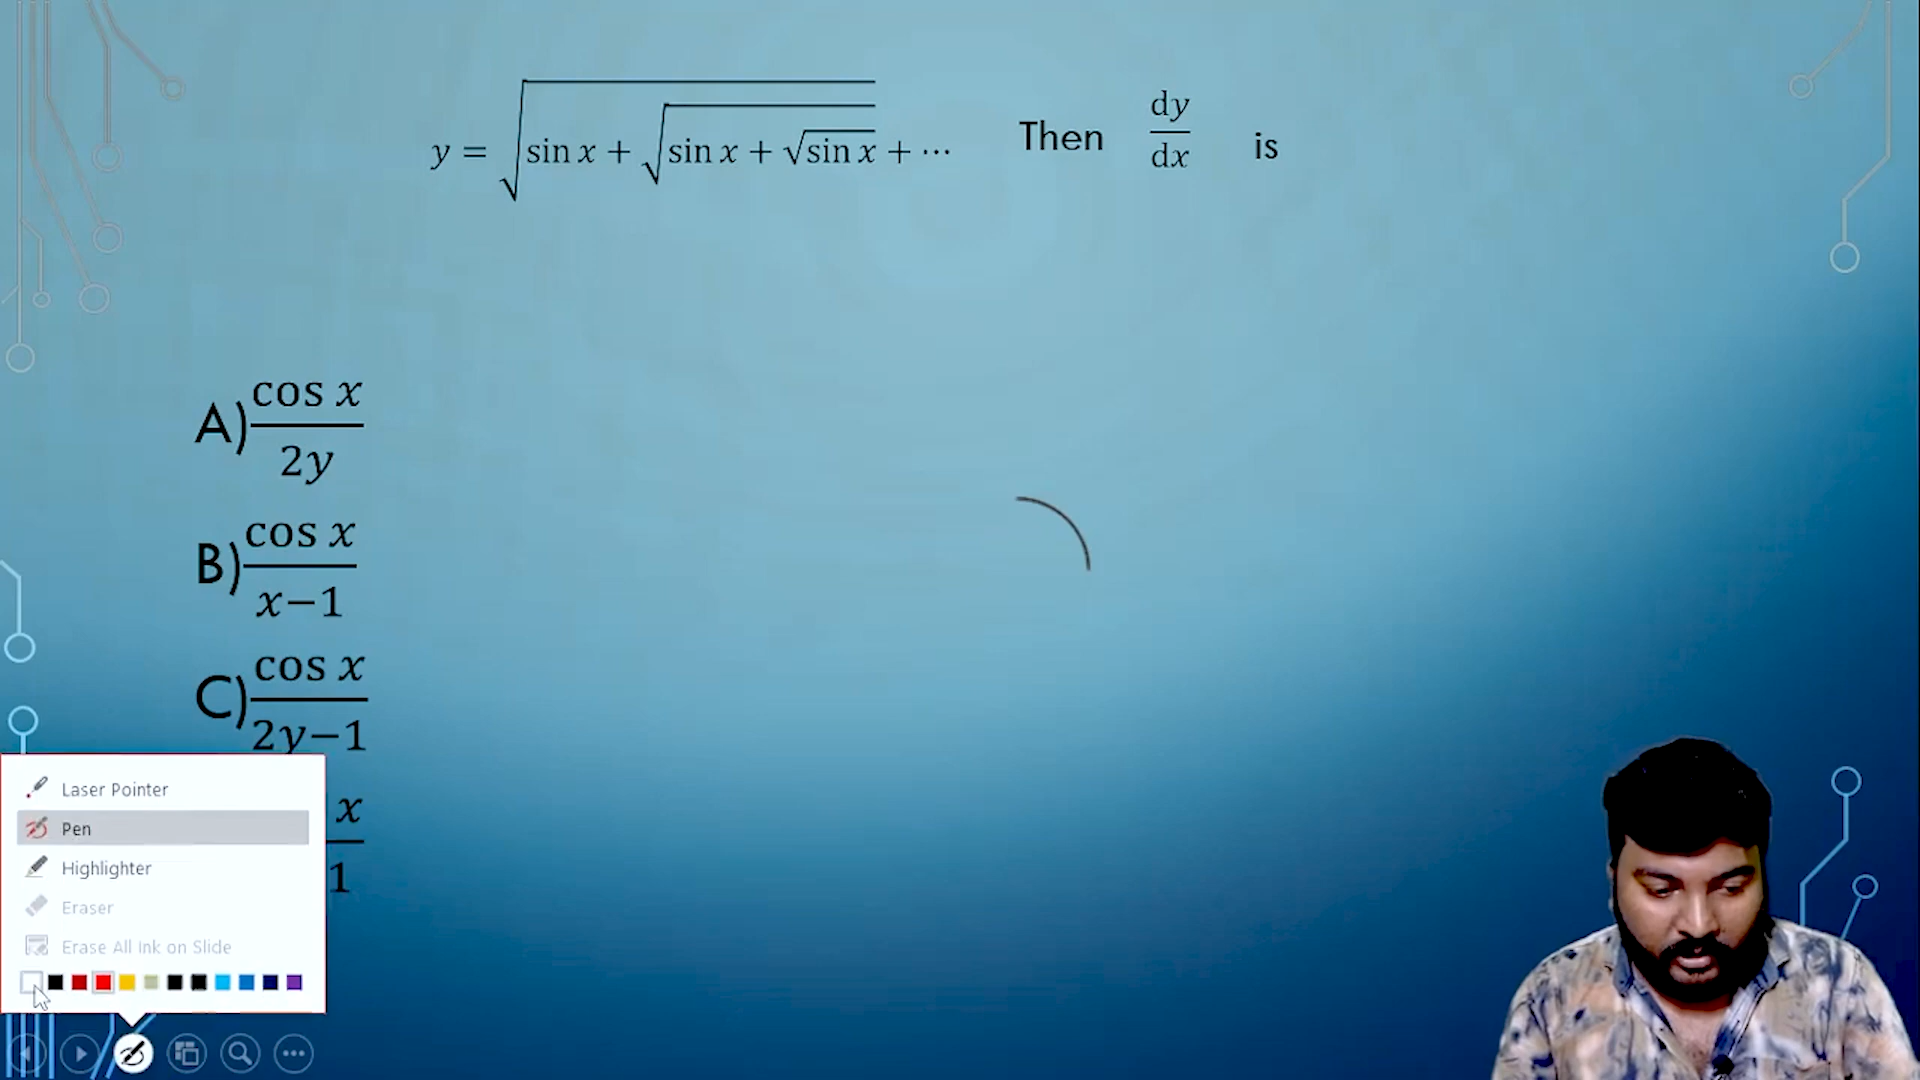 y = √(sin x + √(sin x + √sin x + ⋯ Then dy/dx is
A) cos x / 2y
B) cos x / x−1
C) cos x / 2y−1
x
1
Laser Pointer
Pen
Highlighter
Eraser
Erase All Ink on Slide